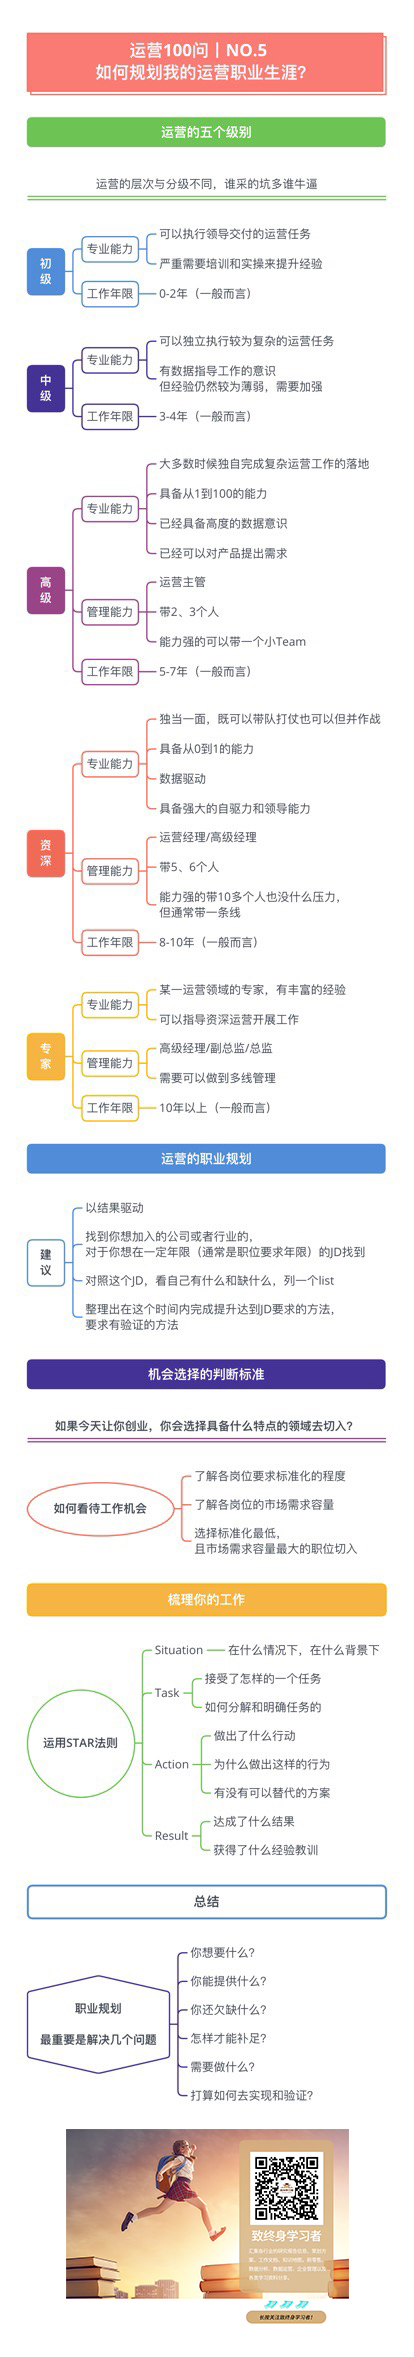 运营100问丨NO.5
如何规划我的运营职业生涯？
运营的五个级别
运营的层次与分级不同，谁采的坑多谁牛逼
初
级
专业能力
可以执行领导交付的运营任务
严重需要培训和实操来提升经验
工作年限
0-2年（一般而言）
中
级
专业能力
可以独立执行较为复杂的运营任务
有数据指导工作的意识
但经验仍然较为薄弱，需要加强
工作年限
3-4年（一般而言）
高
级
专业能力
大多数时候独自完成复杂运营工作的落地
具备从1到100的能力
已经具备高度的数据意识
已经可以对产品提出需求
管理能力
运营主管
带2、3个人
能力强的可以带一个小Team
工作年限
5-7年（一般而言）
资
深
专业能力
独当一面，既可以带队打仗也可以但并作战
具备从0到1的能力
数据驱动
具备强大的自驱力和领导能力
管理能力
运营经理/高级经理
带5、6个人
能力强的带10多个人也没什么压力，
但通常带一条线
工作年限
8-10年（一般而言）
专
家
专业能力
某一运营领域的专家，有丰富的经验
可以指导资深运营开展工作
管理能力
高级经理/副总监/总监
需要可以做到多线管理
工作年限
10年以上（一般而言）
运营的职业规划
建
议
以结果驱动
找到你想加入的公司或者行业的，
对于你想在一定年限（通常是职位要求年限）的JD找到
对照这个JD，看自己有什么和缺什么，列一个list
整理出在这个时间内完成提升达到JD要求的方法，
要求有验证的方法
机会选择的判断标准
如果今天让你创业，你会选择具备什么特点的领域去切入？
如何看待工作机会
了解各岗位要求标准化的程度
了解各岗位的市场需求容量
选择标准化最低，
且市场需求容量最大的职位切入
梳理你的工作
运用STAR法则
Situation
在什么情况下，在什么背景下
Task
接受了怎样的一个任务
如何分解和明确任务的
Action
做出了什么行动
为什么做出这样的行为
有没有可以替代的方案
Result
达成了什么结果
获得了什么经验教训
总结
职业规划
最重要是解决几个问题
你想要什么？
你能提供什么？
你还欠缺什么？
怎样才能补足？
需要做什么？
打算如何去实现和验证？
致终身学习者
长按关注致终身学习者！